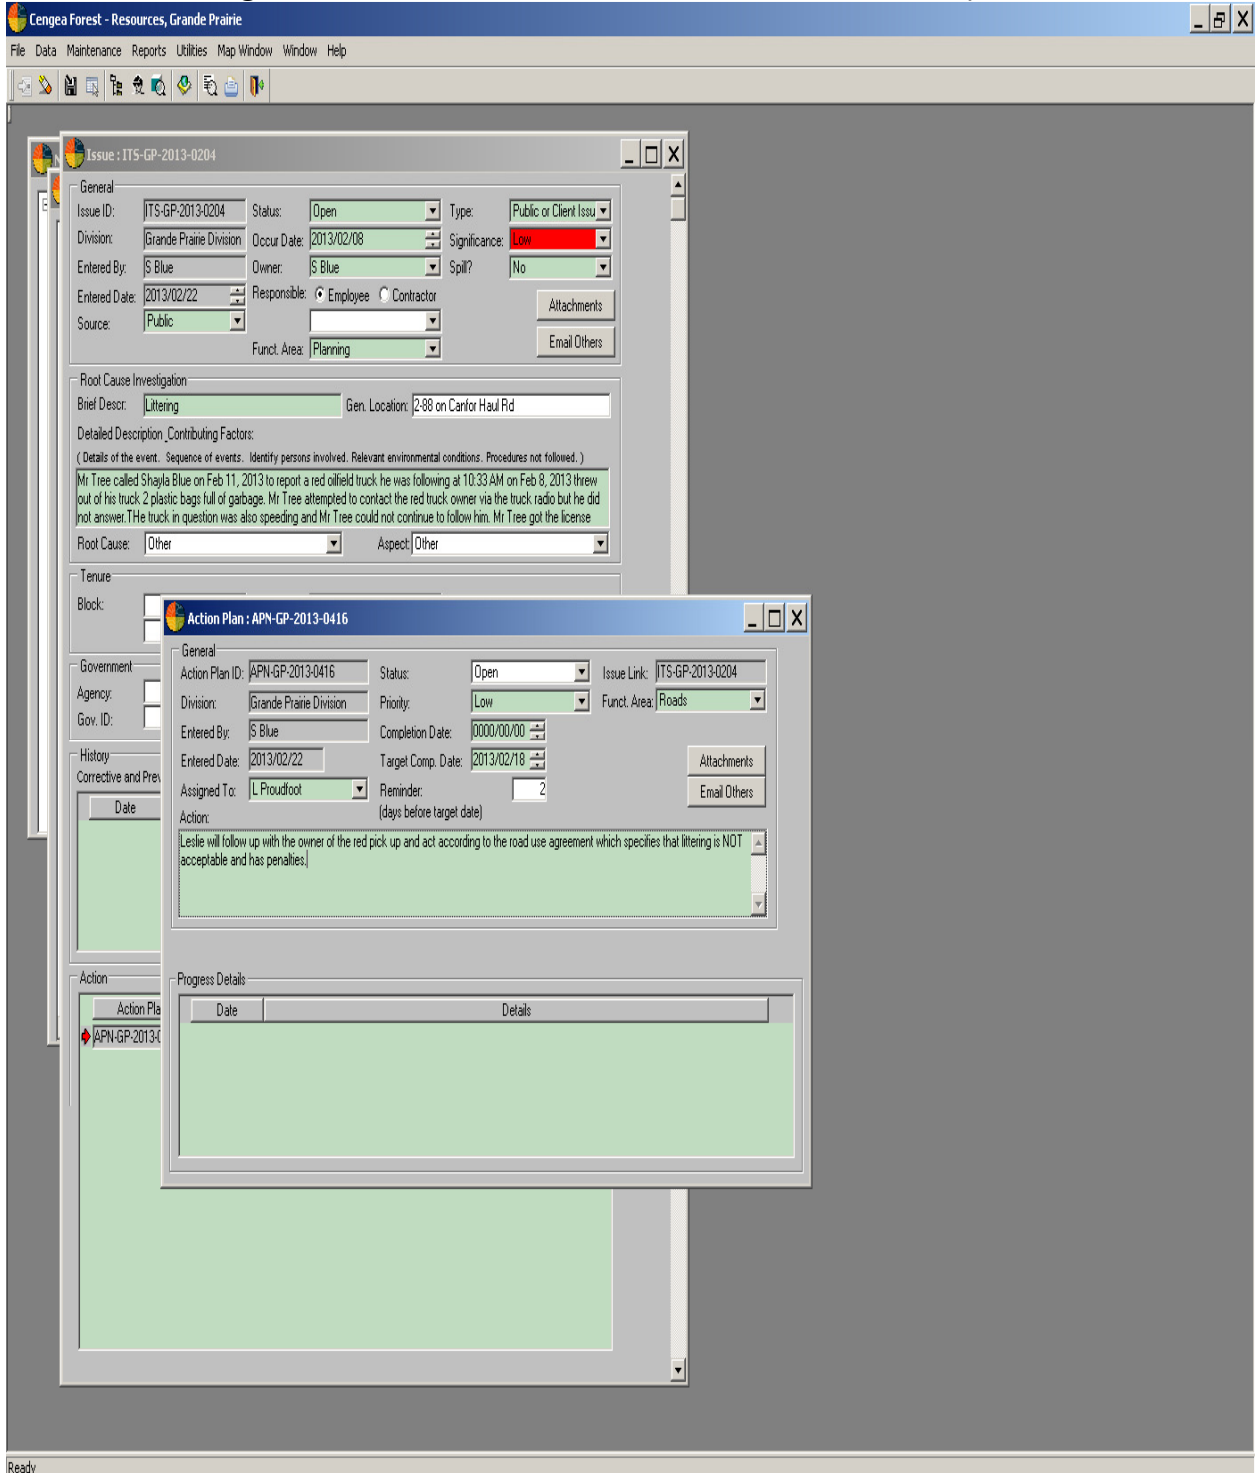 Cengea Forest - Resources, Grande Prairie
File Data Maintenance Reports Utilities Map Window Window Help
Issue : ITS-GP-2013-0204
General
Issue ID: ITS-GP-2013-0204 Status: Open Type: Public or Client Issu
Division: Grande Prairie Division Occur Date: 2013/02/08 Significance: Low
Entered By: S Blue Owner: S Blue Spill? No
Entered Date: 2013/02/22 Responsible: Employee Contractor
Attachments
Source: Public
Email Others
Funct. Area: Planning
Root Cause Investigation
Brief Descr: Littering Gen. Location: 2-88 on Canfor Haul Rd
Detailed Description _Contributing Factors:
( Details of the event. Sequence of events. Identify persons involved. Relevant environmental conditions. Procedures not followed. )
Mr Tree called Shayla Blue on Feb 11, 2013 to report a red oilfield truck he was following at 10:33 AM on Feb 8, 2013 threw
out of his truck 2 plastic bags full of garbage. Mr Tree attempted to contact the red truck owner via the truck radio but he did
not answer.THe truck in question was also speeding and Mr Tree could not continue to follow him. Mr Tree got the license
Root Cause: Other Aspect: Other
Tenure
Block:
Government
Agency:
Gov. ID:
History
Corrective and Prev
Date
Action
Action Pla
APN-GP-2013-0
Action Plan : APN-GP-2013-0416
General
Action Plan ID: APN-GP-2013-0416 Status: Open Issue Link: ITS-GP-2013-0204
Division: Grande Prairie Division Priority: Low Funct. Area: Roads
Entered By: S Blue Completion Date: 0000/00/00
Entered Date: 2013/02/22 Target Comp. Date: 2013/02/18 Attachments
Assigned To: L Proudfoot Reminder: 2 Email Others
(days before target date)
Action:
Leslie will follow up with the owner of the red pick up and act according to the road use agreement which specifies that littering is NOT
acceptable and has penalties.
Progress Details
Date Details
Ready